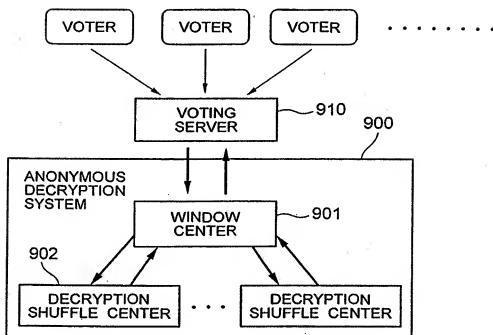 VOTER VOTER VOTER . . . . . . . . .
VOTING
SERVER
910
900
ANONYMOUS
DECRYPTION
SYSTEM
WINDOW
CENTER
901
902
DECRYPTION
SHUFFLE CENTER
. . .
DECRYPTION
SHUFFLE CENTER